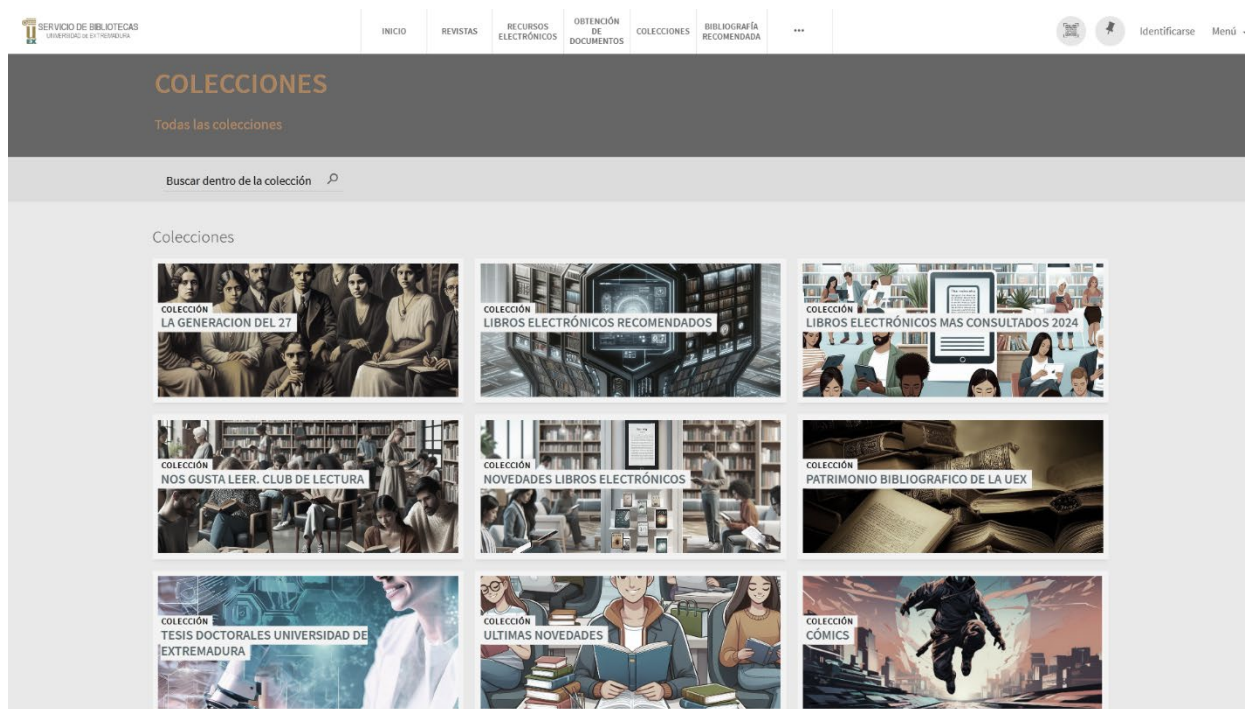 SERVICIO DE BIBLIOTECAS
UNIVERSIDAD DE EXTREMADURA
UEX
INICIO
REVISTAS
RECURSOS
ELECTRÓNICOS
OBTENCIÓN
DE
DOCUMENTOS
COLECCIONES
BIBLIOGRAFÍA
RECOMENDADA
...
Identificarse
Menú
COLECCIONES
Todas las colecciones
Buscar dentro de la colección
Colecciones
COLECCIÓN
LA GENERACION DEL 27
COLECCIÓN
LIBROS ELECTRÓNICOS RECOMENDADOS
COLECCIÓN
LIBROS ELECTRÓNICOS MAS CONSULTADOS 2024
COLECCIÓN
NOS GUSTA LEER. CLUB DE LECTURA
COLECCIÓN
NOVEDADES LIBROS ELECTRÓNICOS
COLECCIÓN
PATRIMONIO BIBLIOGRAFICO DE LA UEX
COLECCIÓN
TESIS DOCTORALES UNIVERSIDAD DE
EXTREMADURA
COLECCIÓN
ULTIMAS NOVEDADES
COLECCIÓN
CÓMICS